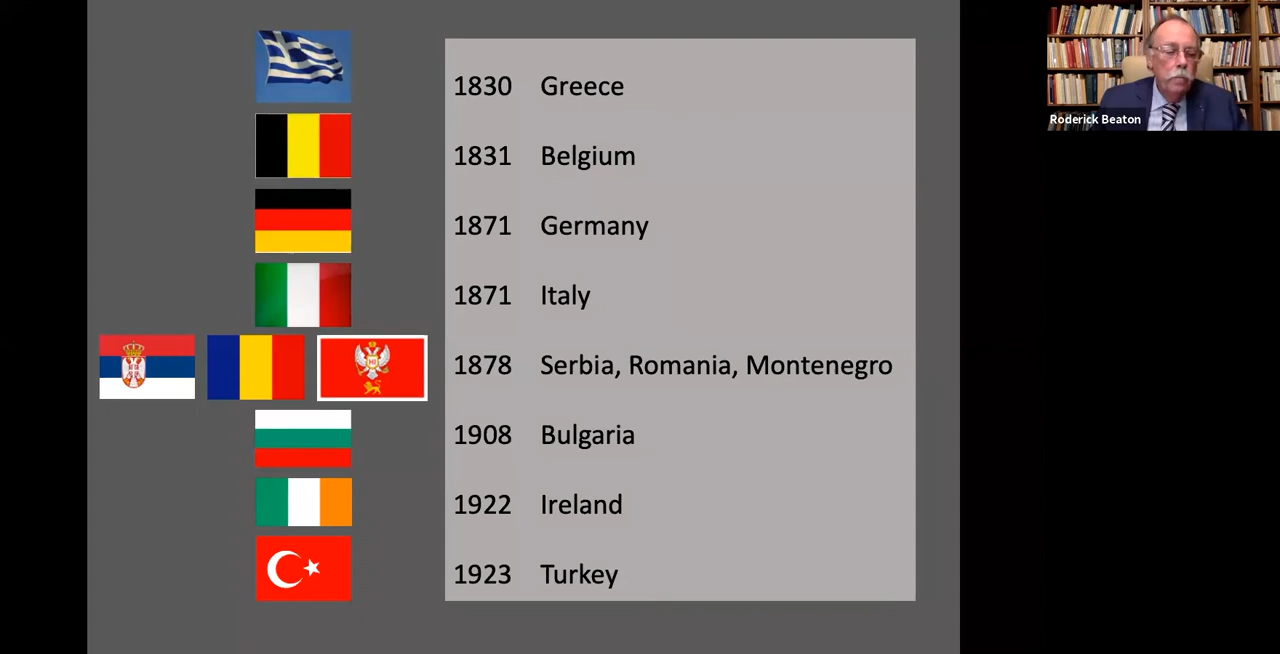 1830 Greece
1831 Belgium
1871 Germany
1871 Italy
1878 Serbia, Romania, Montenegro
1908 Bulgaria
1922 Ireland
1923 Turkey
Roderick Beaton